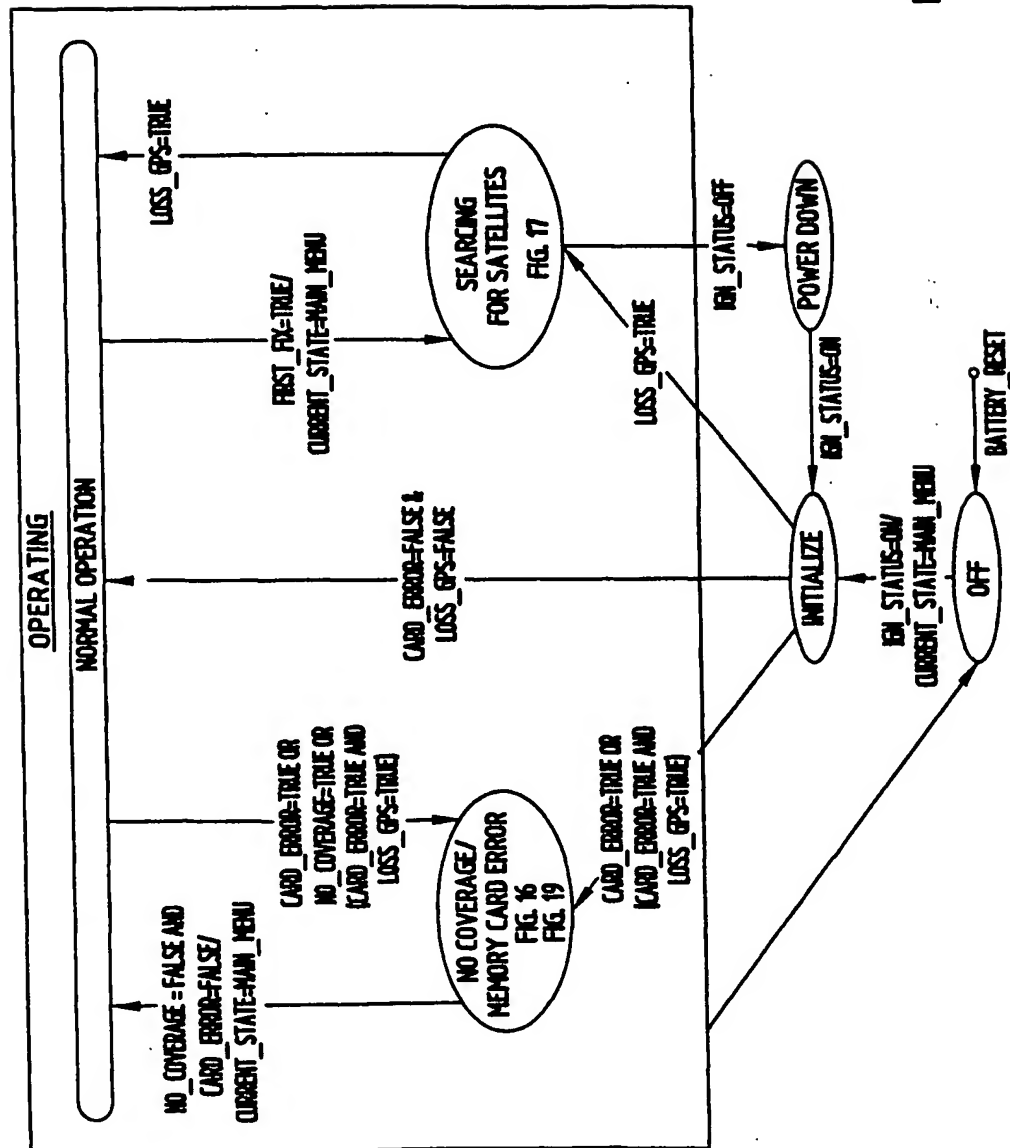 OPERATING
NORMAL OPERATION
NO_COVERAGE=FALSE AND
CARD_ERROR=FALSE/
CURRENT_STATE=MAIN_MENU
CARD_ERROR=TRUE OR
NO_COVERAGE=TRUE OR
(CARD_ERROR=TRUE AND
LOSS_GPS=TRUE)
CARD_ERROR=FALSE &
LOSS_GPS=FALSE
FIRST_FIX=TRUE/
CURRENT_STATE=MAIN_MENU
LOSS_GPS=TRUE
NO COVERAGE/
MEMORY CARD ERROR
FIG. 16
FIG. 19
SEARCING
FOR SATELLITES
FIG. 17
CARD_ERROR=TRUE OR
(CARD_ERROR=TRUE AND
LOSS_GPS=TRUE)
LOSS_GPS=TRUE
IGN_STATUS=OFF
INITIALIZE
IGN_STATUS=ON
POWER DOWN
IGN_STATUS=ON/
CURRENT_STATE=MAIN_MENU
OFF
BATTERY_RESET